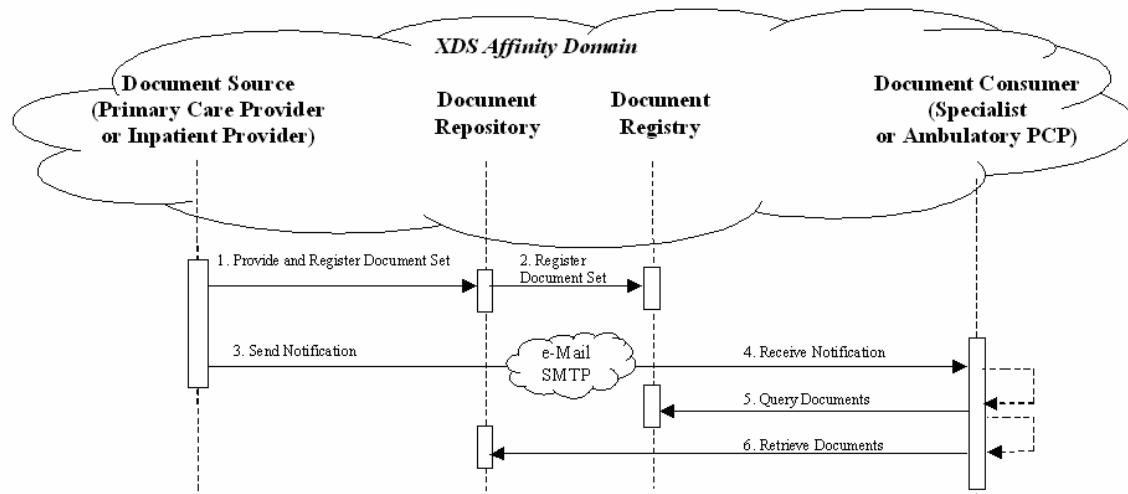 XDS Affinity Domain
Document Source
(Primary Care Provider
or Inpatient Provider)
Document
Repository
Document
Registry
Document Consumer
(Specialist
or Ambulatory PCP)
1. Provide and Register Document Set
2. Register
Document Set
3. Send Notification
e-Mail
SMTP
4. Receive Notification
5. Query Documents
6. Retrieve Documents